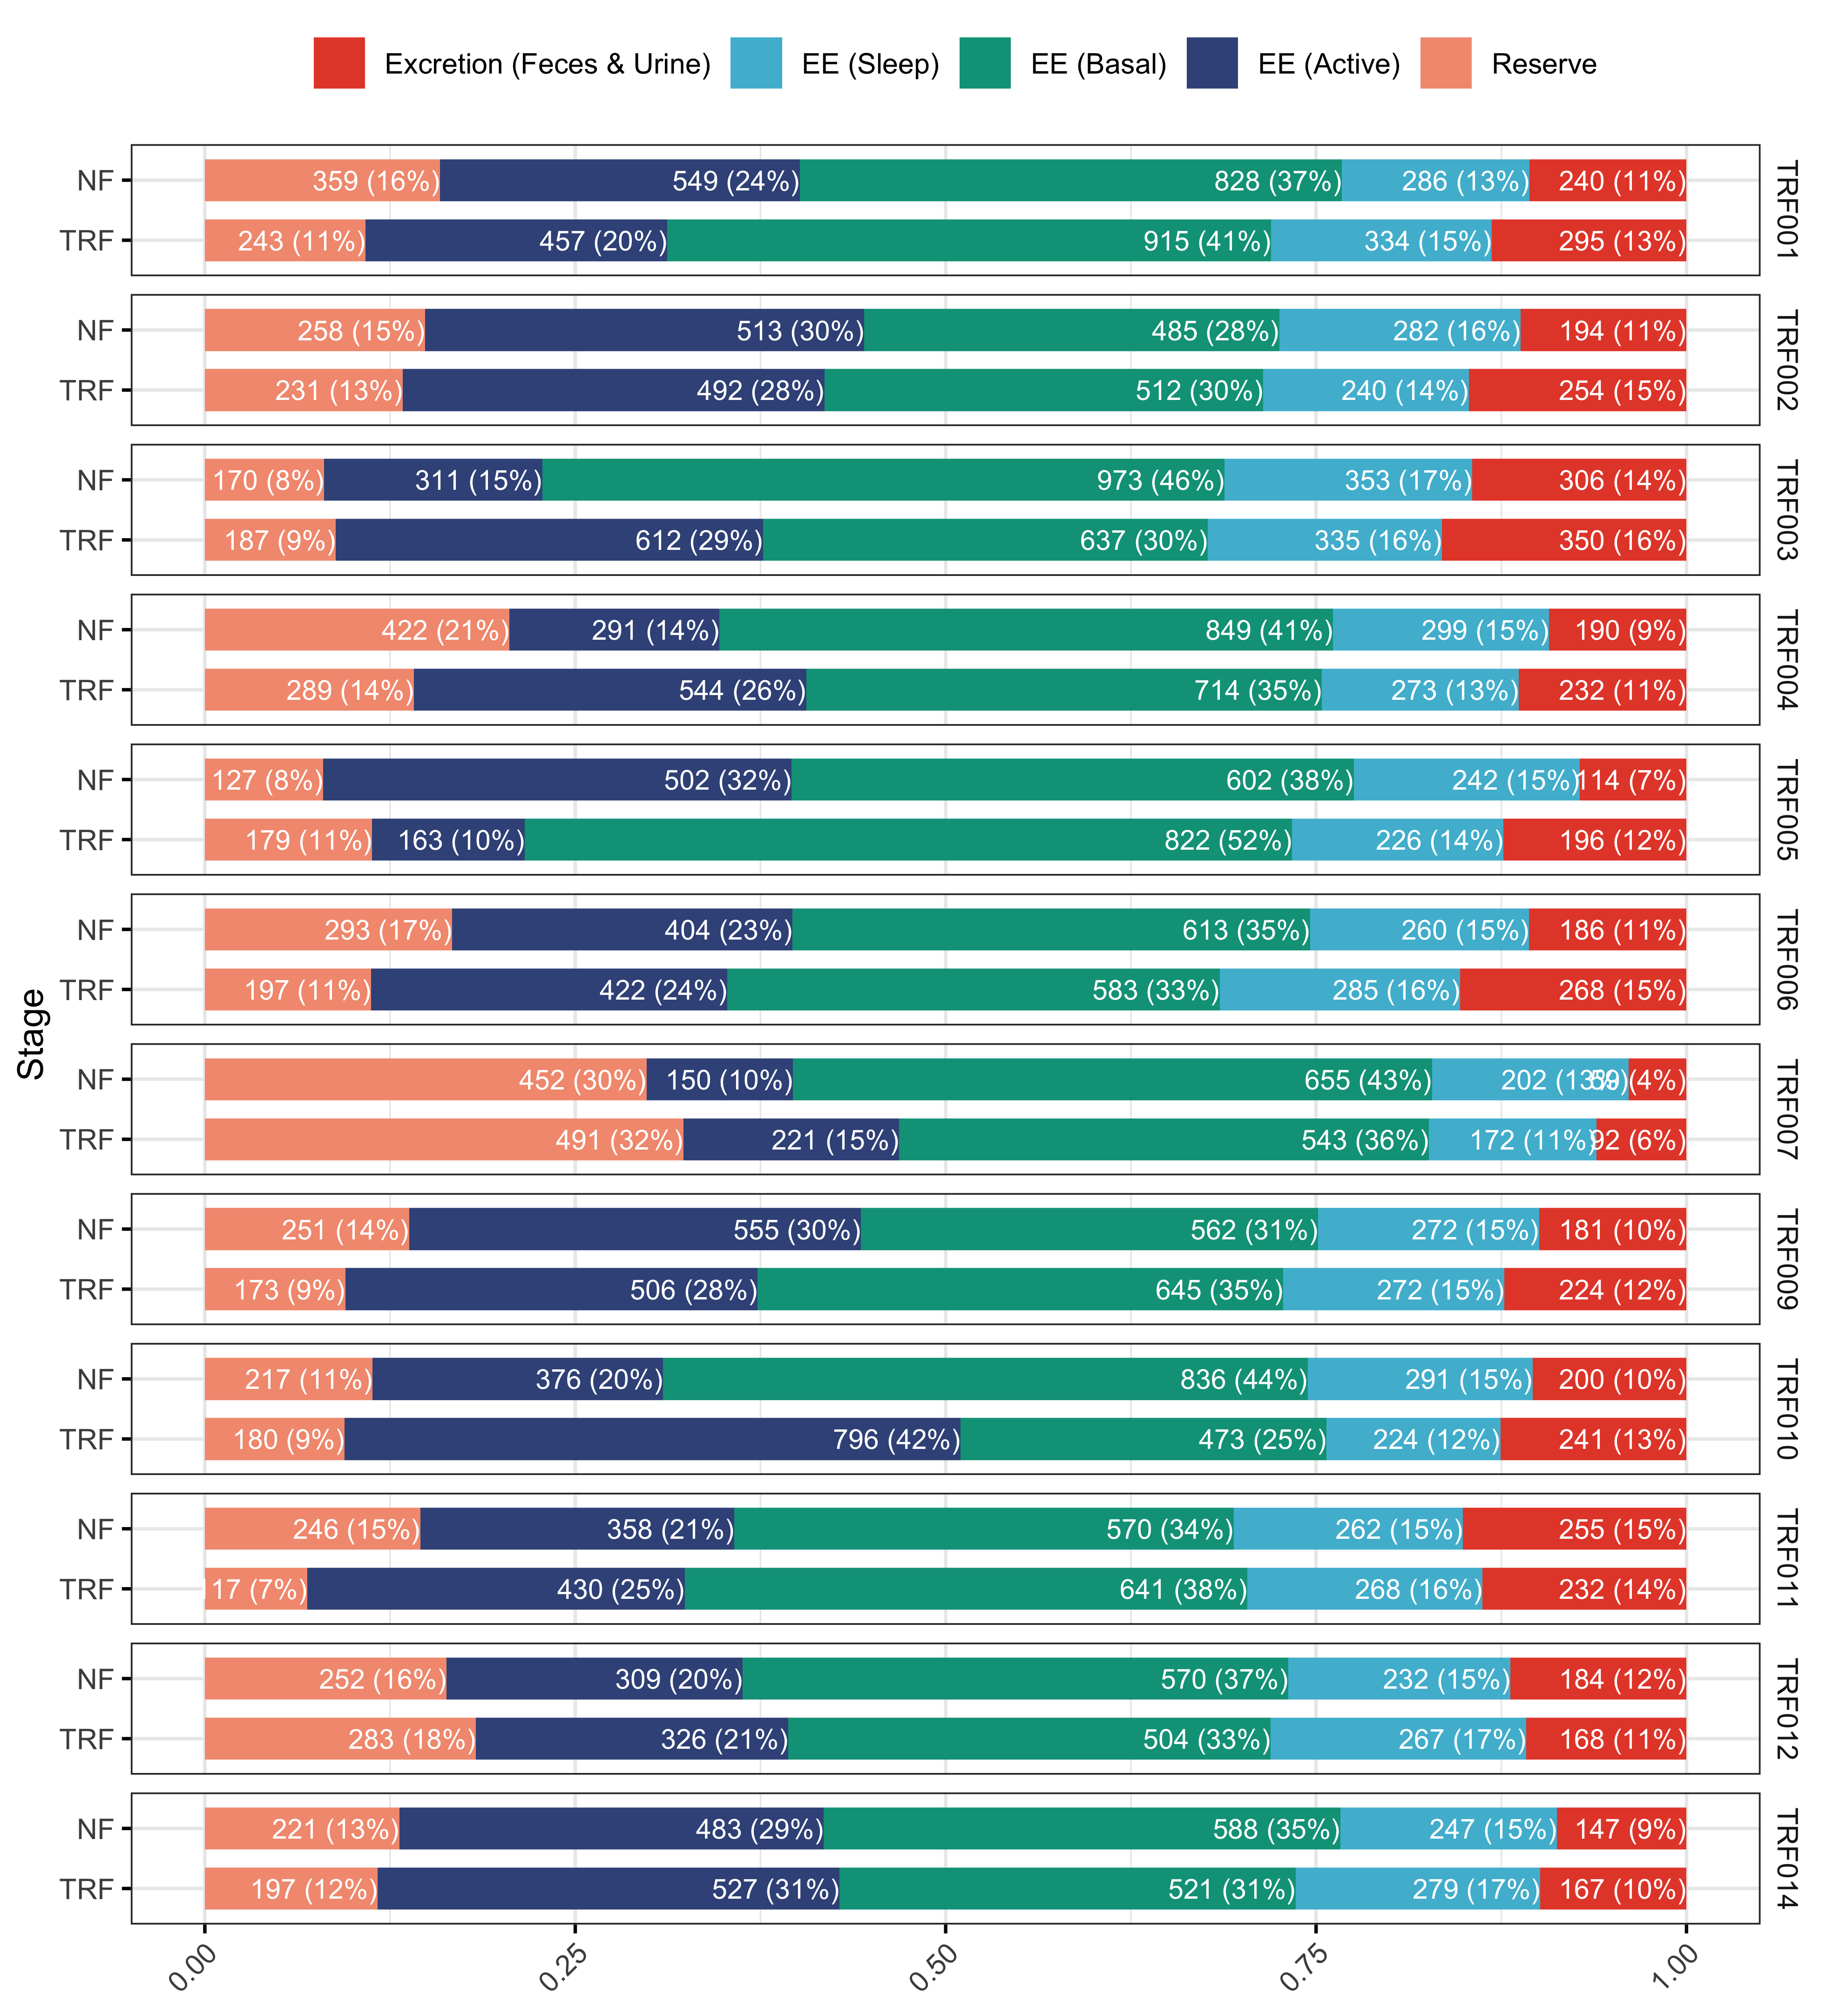 Excretion (Feces & Urine) EE (Sleep) EE (Basal) EE (Active) Reserve
NF 359 (16%) 549 (24%) 828 (37%) 286 (13%) 240 (11%)
TRF 243 (11%) 457 (20%) 915 (41%) 334 (15%) 295 (13%)
TRF001
NF 258 (15%) 513 (30%) 485 (28%) 282 (16%) 194 (11%)
TRF 231 (13%) 492 (28%) 512 (30%) 240 (14%) 254 (15%)
TRF002
NF 170 (8%) 311 (15%) 973 (46%) 353 (17%) 306 (14%)
TRF 187 (9%) 612 (29%) 637 (30%) 335 (16%) 350 (16%)
TRF003
NF 422 (21%) 291 (14%) 849 (41%) 299 (15%) 190 (9%)
TRF 289 (14%) 544 (26%) 714 (35%) 273 (13%) 232 (11%)
TRF004
NF 127 (8%) 502 (32%) 602 (38%) 242 (15%) 114 (7%)
TRF 179 (11%) 163 (10%) 822 (52%) 226 (14%) 196 (12%)
TRF005
NF 293 (17%) 404 (23%) 613 (35%) 260 (15%) 186 (11%)
TRF 197 (11%) 422 (24%) 583 (33%) 285 (16%) 268 (15%)
TRF006
Stage
NF 452 (30%) 150 (10%) 655 (43%) 202 (13%) 59 (4%)
TRF 491 (32%) 221 (15%) 543 (36%) 172 (11%) 92 (6%)
TRF007
NF 251 (14%) 555 (30%) 562 (31%) 272 (15%) 181 (10%)
TRF 173 (9%) 506 (28%) 645 (35%) 272 (15%) 224 (12%)
TRF009
NF 217 (11%) 376 (20%) 836 (44%) 291 (15%) 200 (10%)
TRF 180 (9%) 796 (42%) 473 (25%) 224 (12%) 241 (13%)
TRF010
NF 246 (15%) 358 (21%) 570 (34%) 262 (15%) 255 (15%)
TRF 17 (7%) 430 (25%) 641 (38%) 268 (16%) 232 (14%)
TRF011
NF 252 (16%) 309 (20%) 570 (37%) 232 (15%) 184 (12%)
TRF 283 (18%) 326 (21%) 504 (33%) 267 (17%) 168 (11%)
TRF012
NF 221 (13%) 483 (29%) 588 (35%) 247 (15%) 147 (9%)
TRF 197 (12%) 527 (31%) 521 (31%) 279 (17%) 167 (10%)
TRF014
0.00 0.25 0.50 0.75 1.00